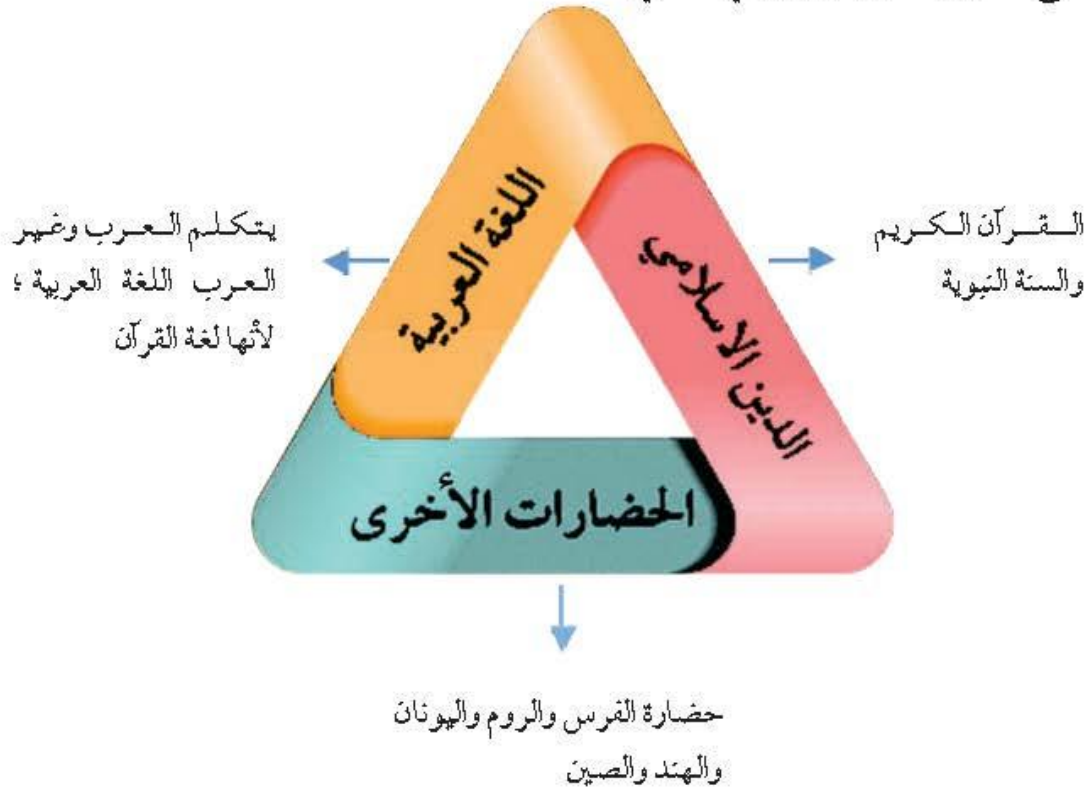 اللغة العربية
الدين الاسلامي
الحضارات الأخرى
القرآن الكريم
والسنة النبوية
يتكلم العرب وغير
العرب اللغة العربية ؛
لأنها لغة القرآن
حضارة الفرس والروم واليونان
والهند والصين